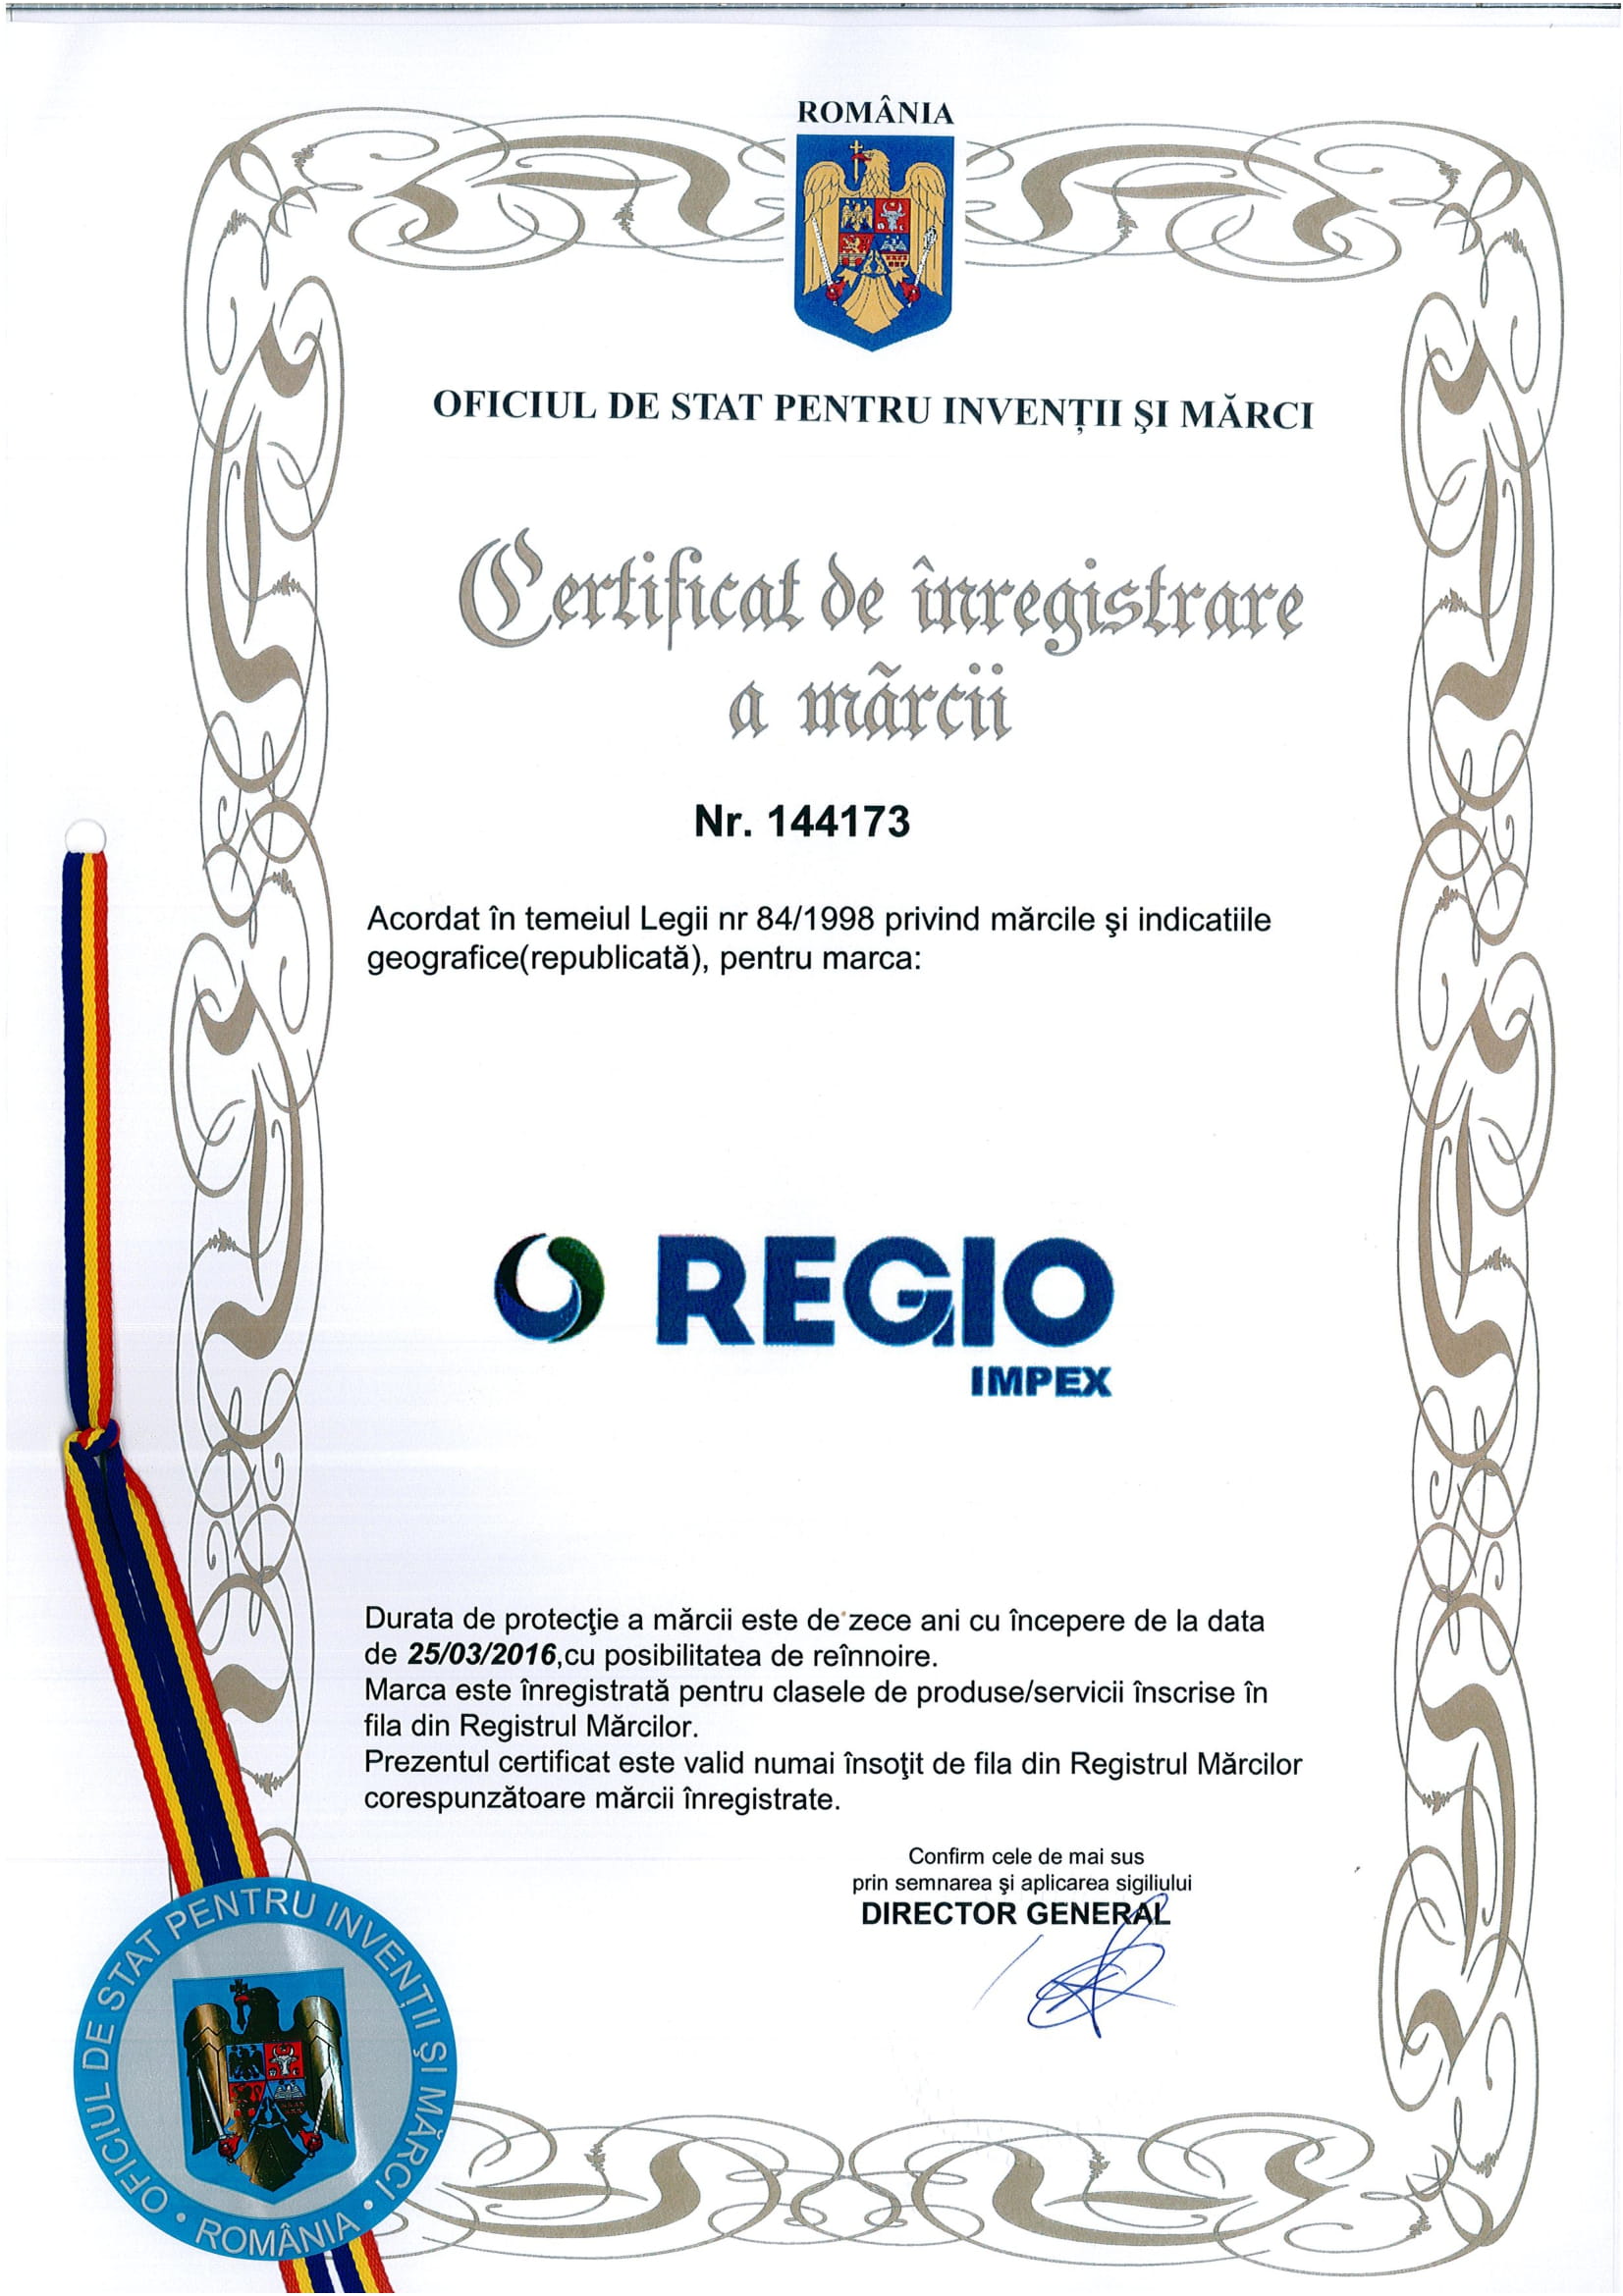 ROMÂNIA
OFICIUL DE STAT PENTRU INVENȚII ŞI MĂRCI
Certificat de înregistrare
a mărcii
Nr. 144173
Acordat în temeiul Legii nr 84/1998 privind mărcile şi indicatiile
geografice(republicată), pentru marca:
REGIO
IMPEX
Durata de protecţie a mărcii este de zece ani cu începere de la data
de 25/03/2016,cu posibilitatea de reînnoire.
Marca este înregistrată pentru clasele de produse/servicii înscrise în
fila din Registrul Mărcilor.
Prezentul certificat este valid numai însoţit de fila din Registrul Mărcilor
corespunzătoare mărcii înregistrate.
Confirm cele de mai sus
prin semnarea şi aplicarea sigiliului
DIRECTOR GENERAL
OFICIUL DE STAT PENTRU INVENȚII ŞI MĂRCI
• ROMÂNIA •